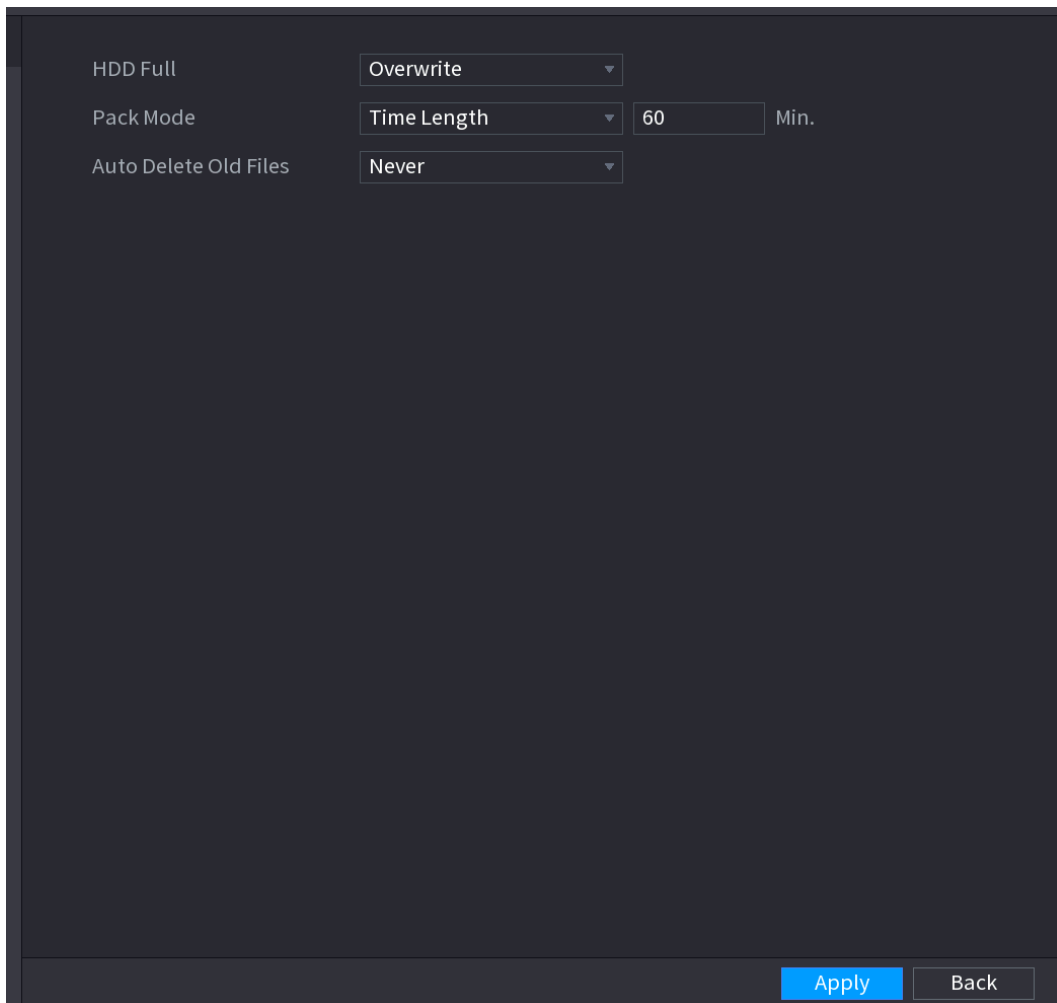 HDD Full Overwrite
Pack Mode Time Length 60 Min.
Auto Delete Old Files Never
Apply Back